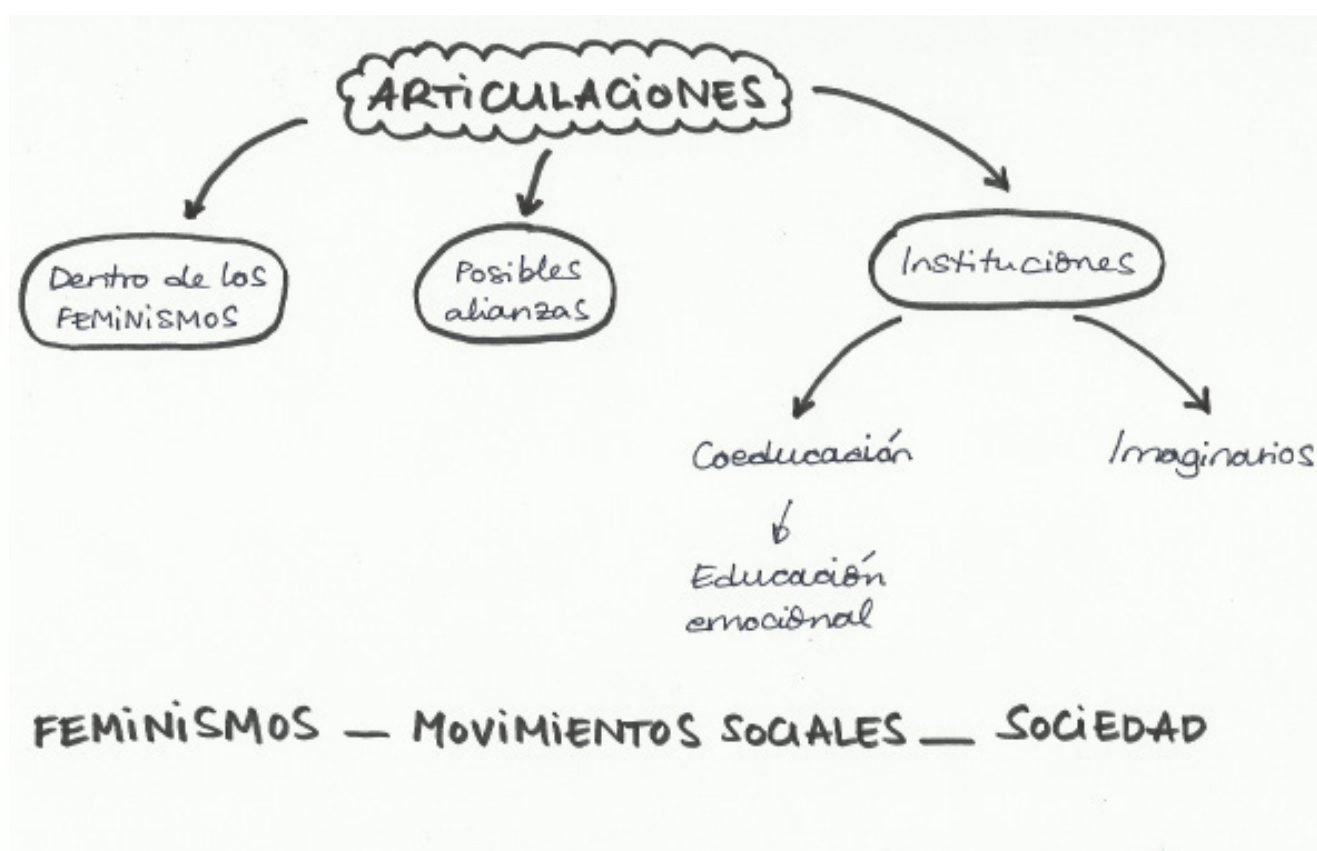 ARTiCULACiONES
Dentro de los
FEMiNiSMOS
Posibles
alianzas
Instituciones
Coeducación
Imaginarios
Educación
emocional
FEMiNiSMOS — MOViMiENTOS SOCiALES — SOCiEDAD